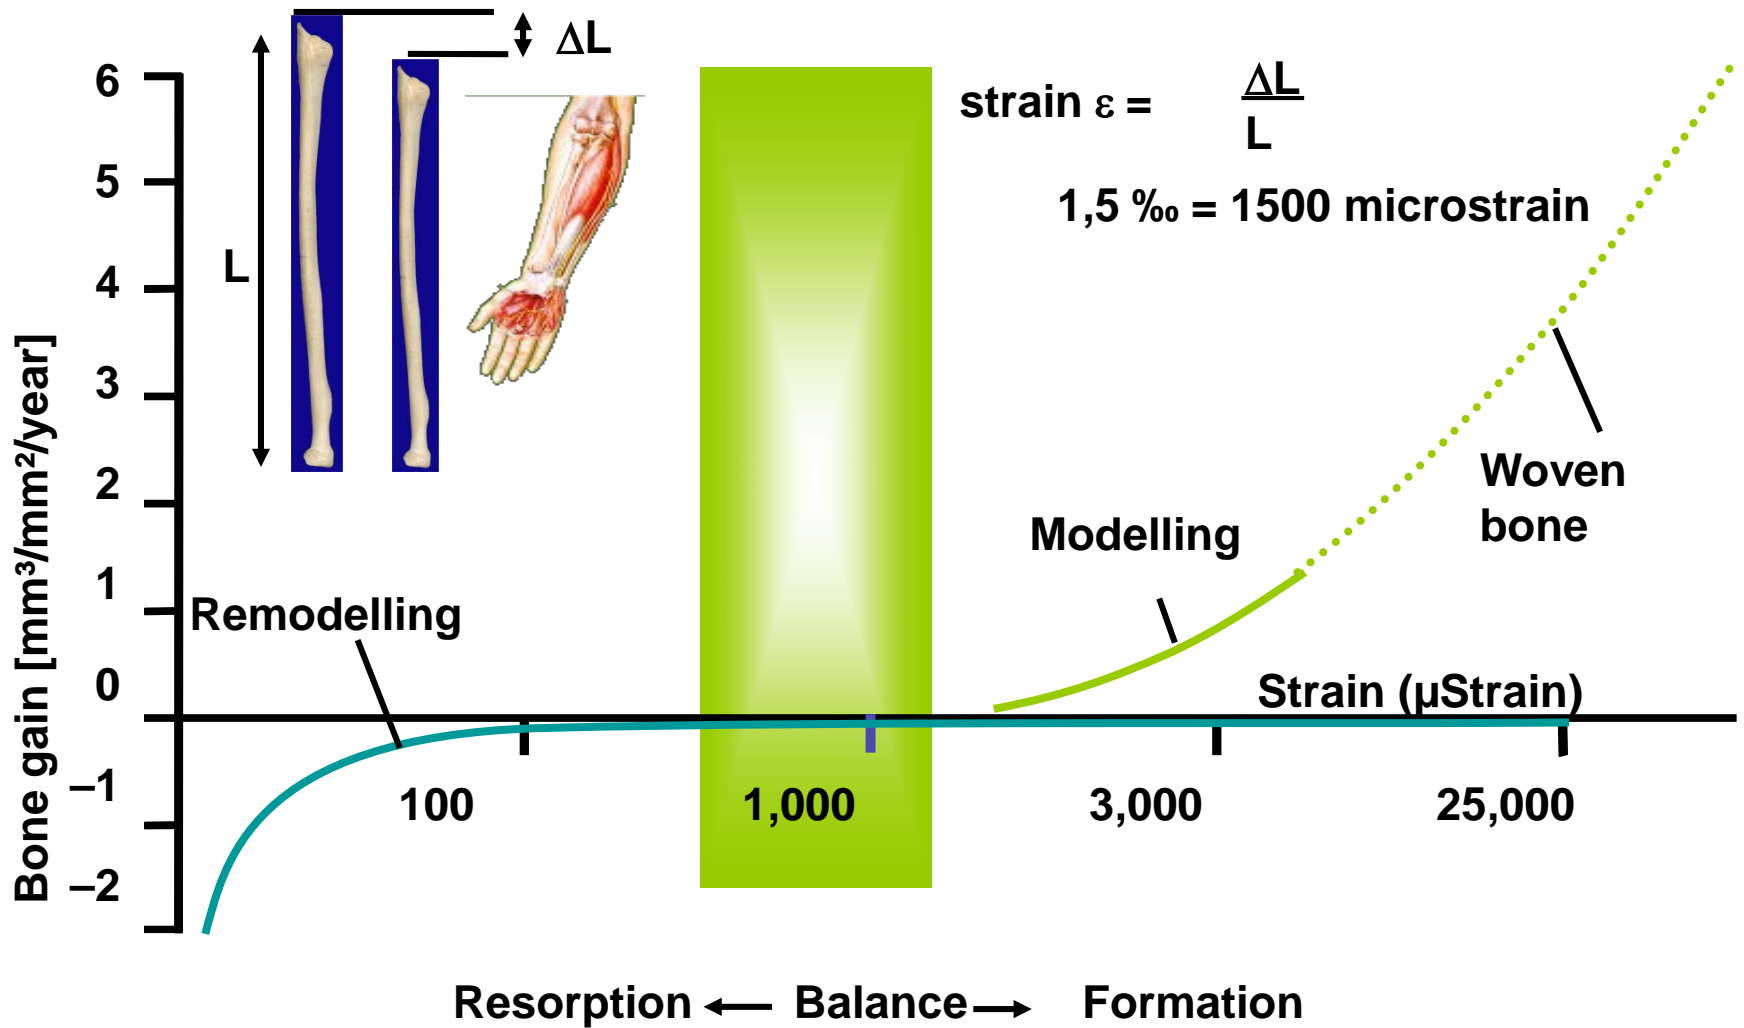 ΔL
L
strain ε = ΔL
L
1,5 ‰ = 1500 microstrain
Bone gain [mm³/mm²/year]
6
5
4
3
2
1
0
–1
–2
Remodelling
Modelling
Woven
bone
Strain (µStrain)
100
1,000
3,000
25,000
Resorption
Balance
Formation